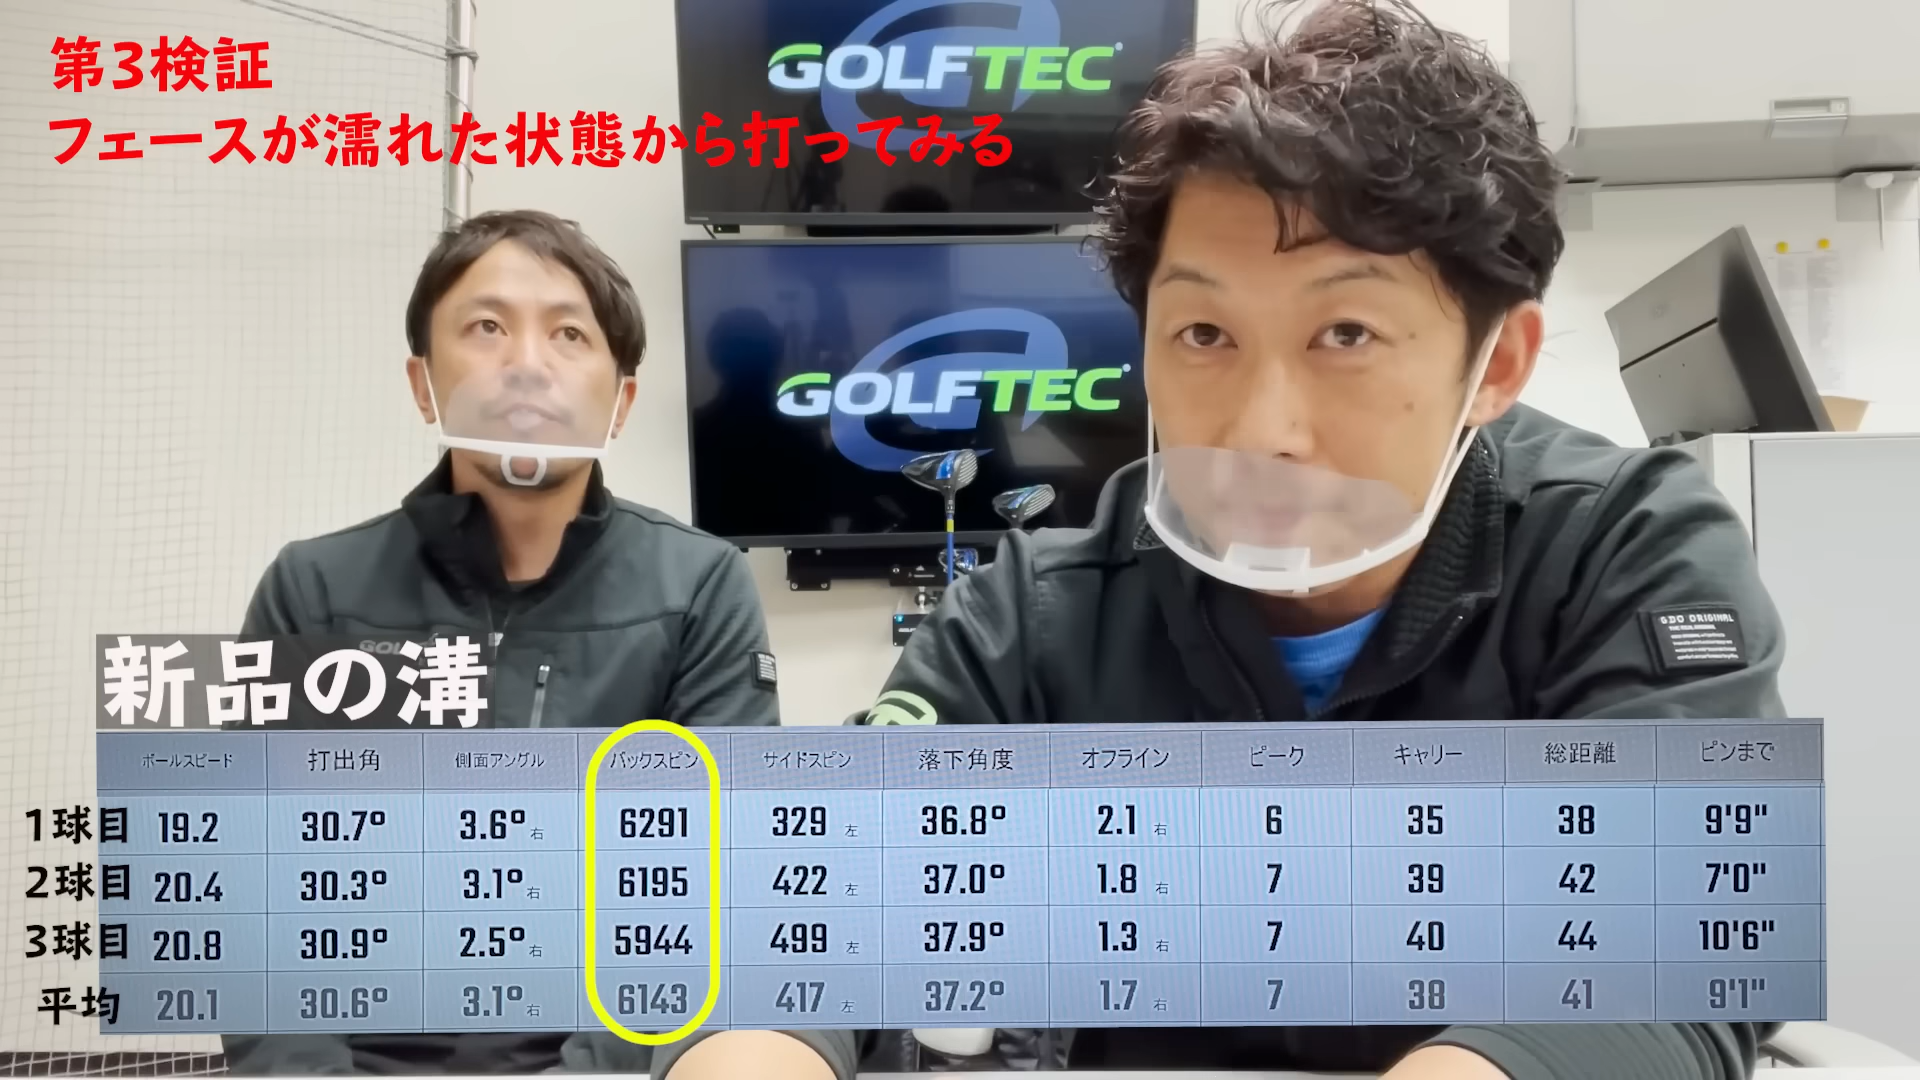 第3検証
フェースが濡れた状態から打ってみる
GOLFTEC
GOLFTEC
GDO ORIGINAL
新品の溝
ボールスピード 打出角 側面アングル バックスピン サイドスピン 落下角度 オフライン ピーク キャリー 総距離 ピンまで
1球目 19.2 30.7° 3.6° 右 6291 329 左 36.8° 2.1 右 6 35 38 9'9"
2球目 20.4 30.3° 3.1° 右 6195 422 左 37.0° 1.8 右 7 39 42 7'0"
3球目 20.8 30.9° 2.5° 右 5944 499 左 37.9° 1.3 右 7 40 44 10'6"
平均 20.1 30.6° 3.1° 右 6143 417 左 37.2° 1.7 右 7 38 41 9'1"